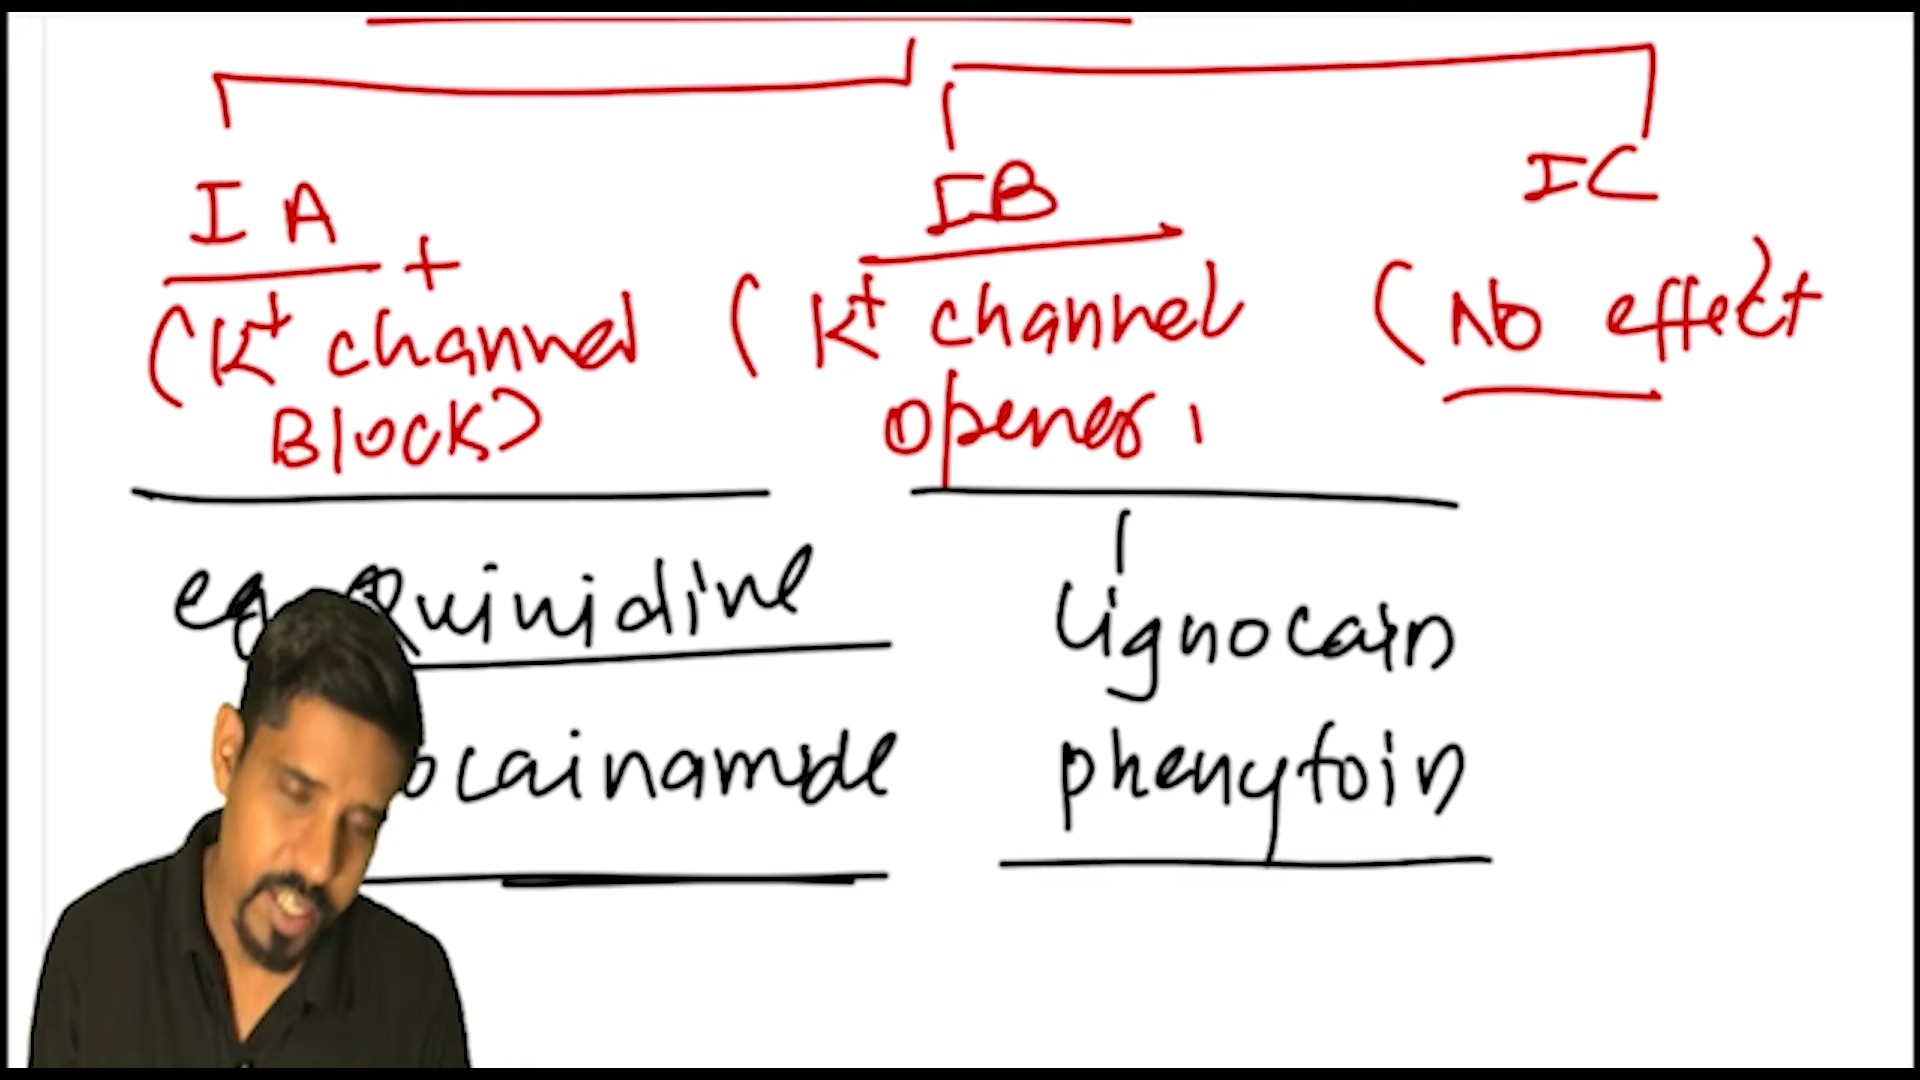 IA
IB
IC
+
(K+ channel
Block)
(K+ channel
opener
(No effect)
eg. Quinidine
ocainamide
Lignocain
phenytoin